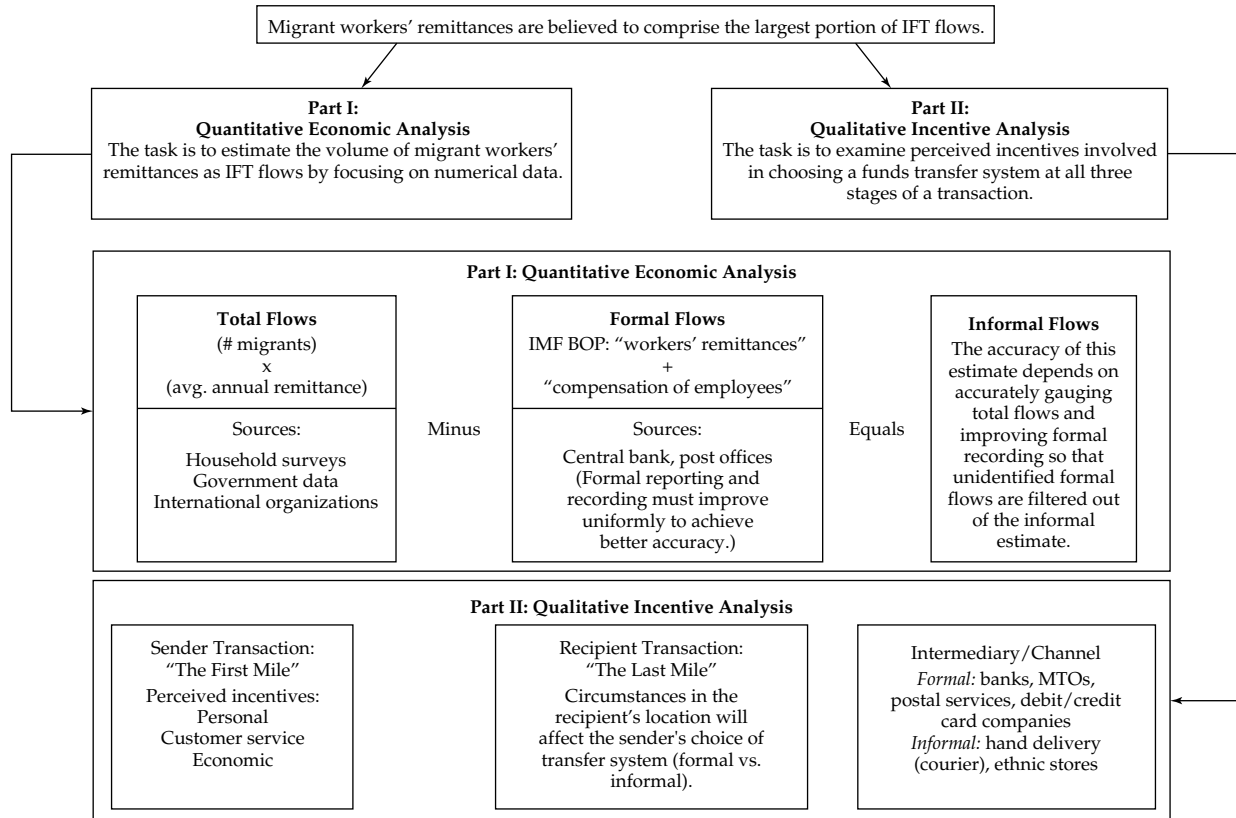 Migrant workers’ remittances are believed to comprise the largest portion of IFT flows.
Part I:
Quantitative Economic Analysis
The task is to estimate the volume of migrant workers’
remittances as IFT flows by focusing on numerical data.
Part II:
Qualitative Incentive Analysis
The task is to examine perceived incentives involved
in choosing a funds transfer system at all three
stages of a transaction.
Part I: Quantitative Economic Analysis
Total Flows
(# migrants)
x
(avg. annual remittance)
Sources:
Household surveys
Government data
International organizations
Minus
Formal Flows
IMF BOP: “workers’ remittances”
+
“compensation of employees”
Sources:
Central bank, post offices
(Formal reporting and
recording must improve
uniformly to achieve
better accuracy.)
Equals
Informal Flows
The accuracy of this
estimate depends on
accurately gauging
total flows and
improving formal
recording so that
unidentified formal
flows are filtered out
of the informal
estimate.
Part II: Qualitative Incentive Analysis
Sender Transaction:
“The First Mile”
Perceived incentives:
Personal
Customer service
Economic
Recipient Transaction:
“The Last Mile”
Circumstances in the
recipient’s location will
affect the sender's choice of
transfer system (formal vs.
informal).
Intermediary/Channel
Formal: banks, MTOs,
postal services, debit/credit
card companies
Informal: hand delivery
(courier), ethnic stores